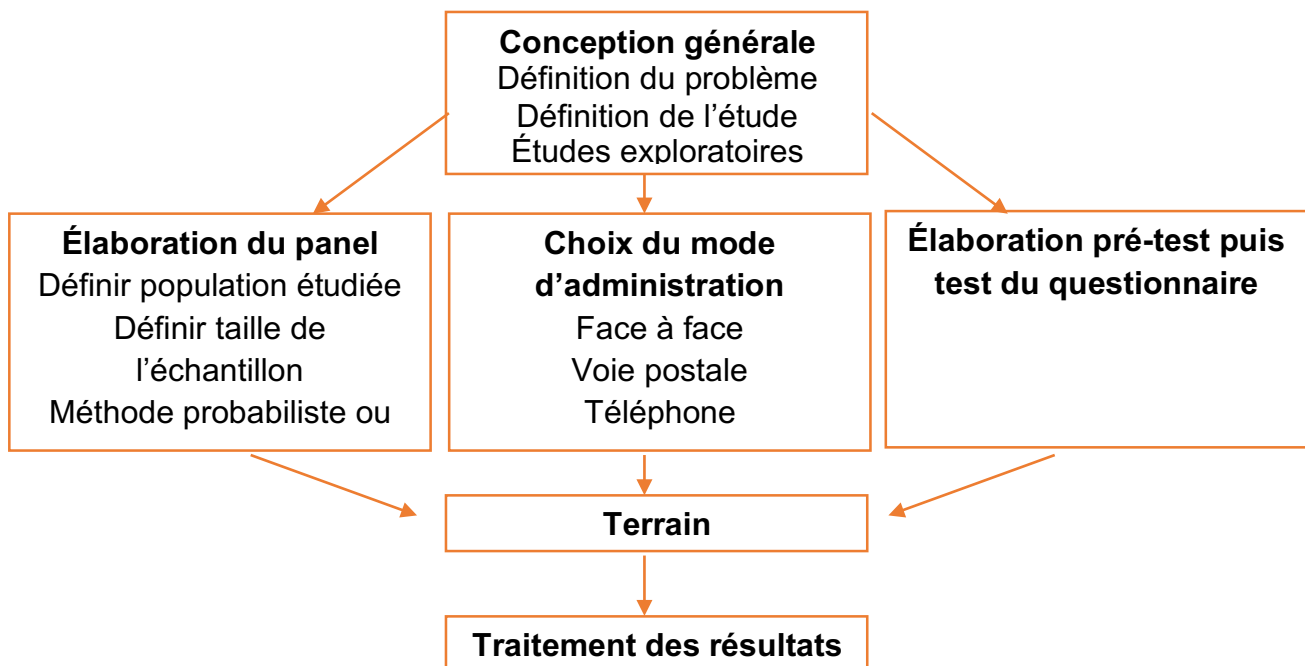 Conception générale
Définition du problème
Définition de l’étude
Études exploratoires
Élaboration du panel
Définir population étudiée
Définir taille de
l’échantillon
Méthode probabiliste ou
Choix du mode
d’administration
Face à face
Voie postale
Téléphone
Élaboration pré-test puis
test du questionnaire
Terrain
Traitement des résultats